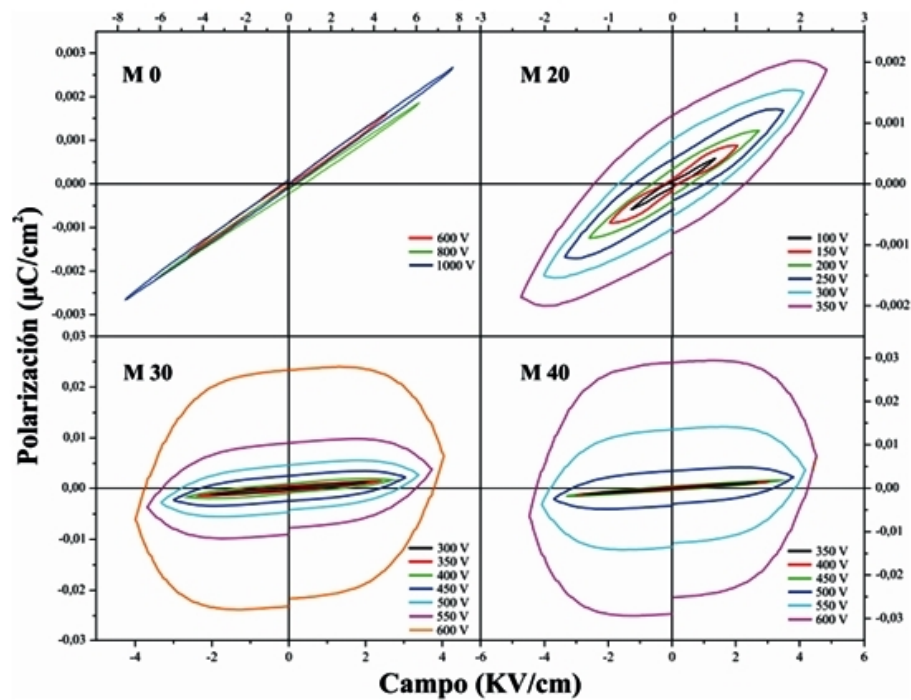 -8 -6 -4 -2 0 2 4 6 8
-3 -2 -1 0 1 2 3
Polarización (µC/cm²)
M 0
0,003
0,002
0,001
0,000
-0,001
-0,002
-0,003
600 V
800 V
1000 V
M 20
0,002
0,001
0,000
-0,001
-0,002
100 V
150 V
200 V
250 V
300 V
350 V
M 30
0,03
0,02
0,01
0,00
-0,01
-0,02
-0,03
300 V
350 V
400 V
450 V
500 V
550 V
600 V
M 40
0,03
0,02
0,01
0,00
-0,01
-0,02
-0,03
350 V
400 V
450 V
500 V
550 V
600 V
-4 -2 0 2 4 -6
-4 -2 0 2 4 6
Campo (KV/cm)